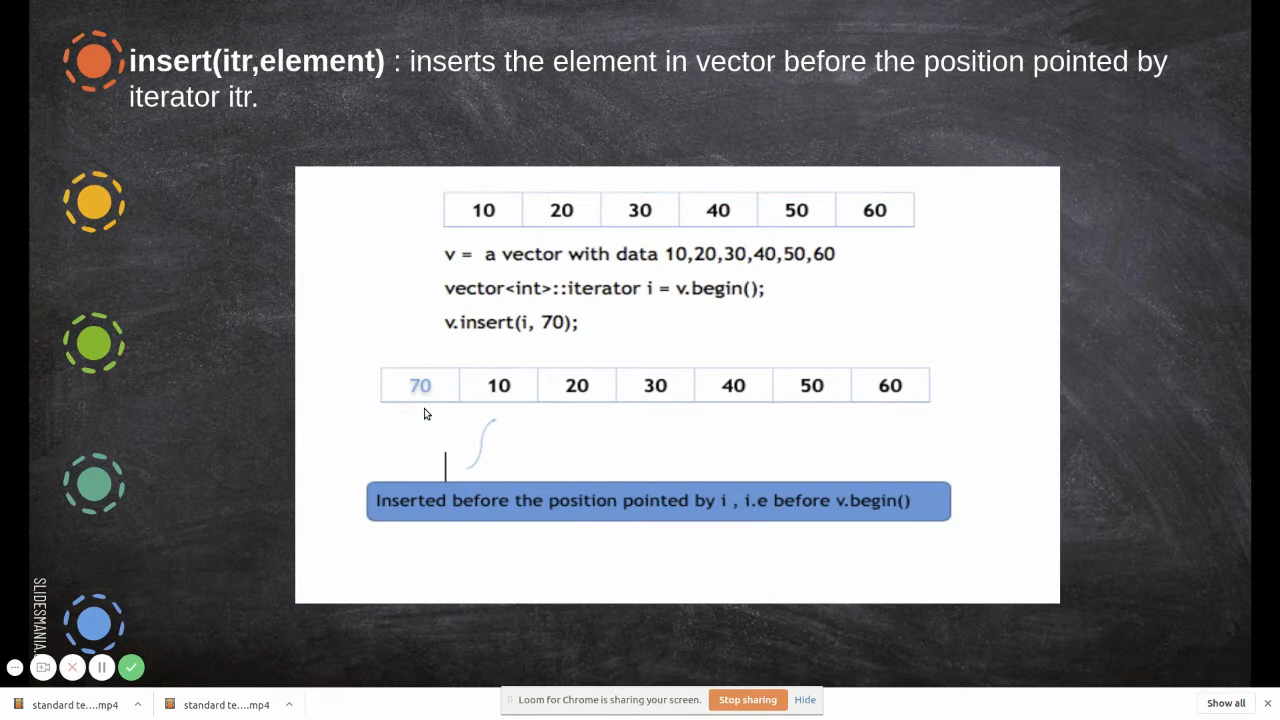 insert(itr,element) : inserts the element in vector before the position pointed by
iterator itr.
10 20 30 40 50 60
v = a vector with data 10,20,30,40,50,60
vector<int>::iterator i = v.begin();
v.insert(i, 70);
70 10 20 30 40 50 60
Inserted before the position pointed by i , i.e before v.begin()
SLIDESMANIA.
standard te....mp4
standard te....mp4
Loom for Chrome is sharing your screen.
Stop sharing
Hide
Show all